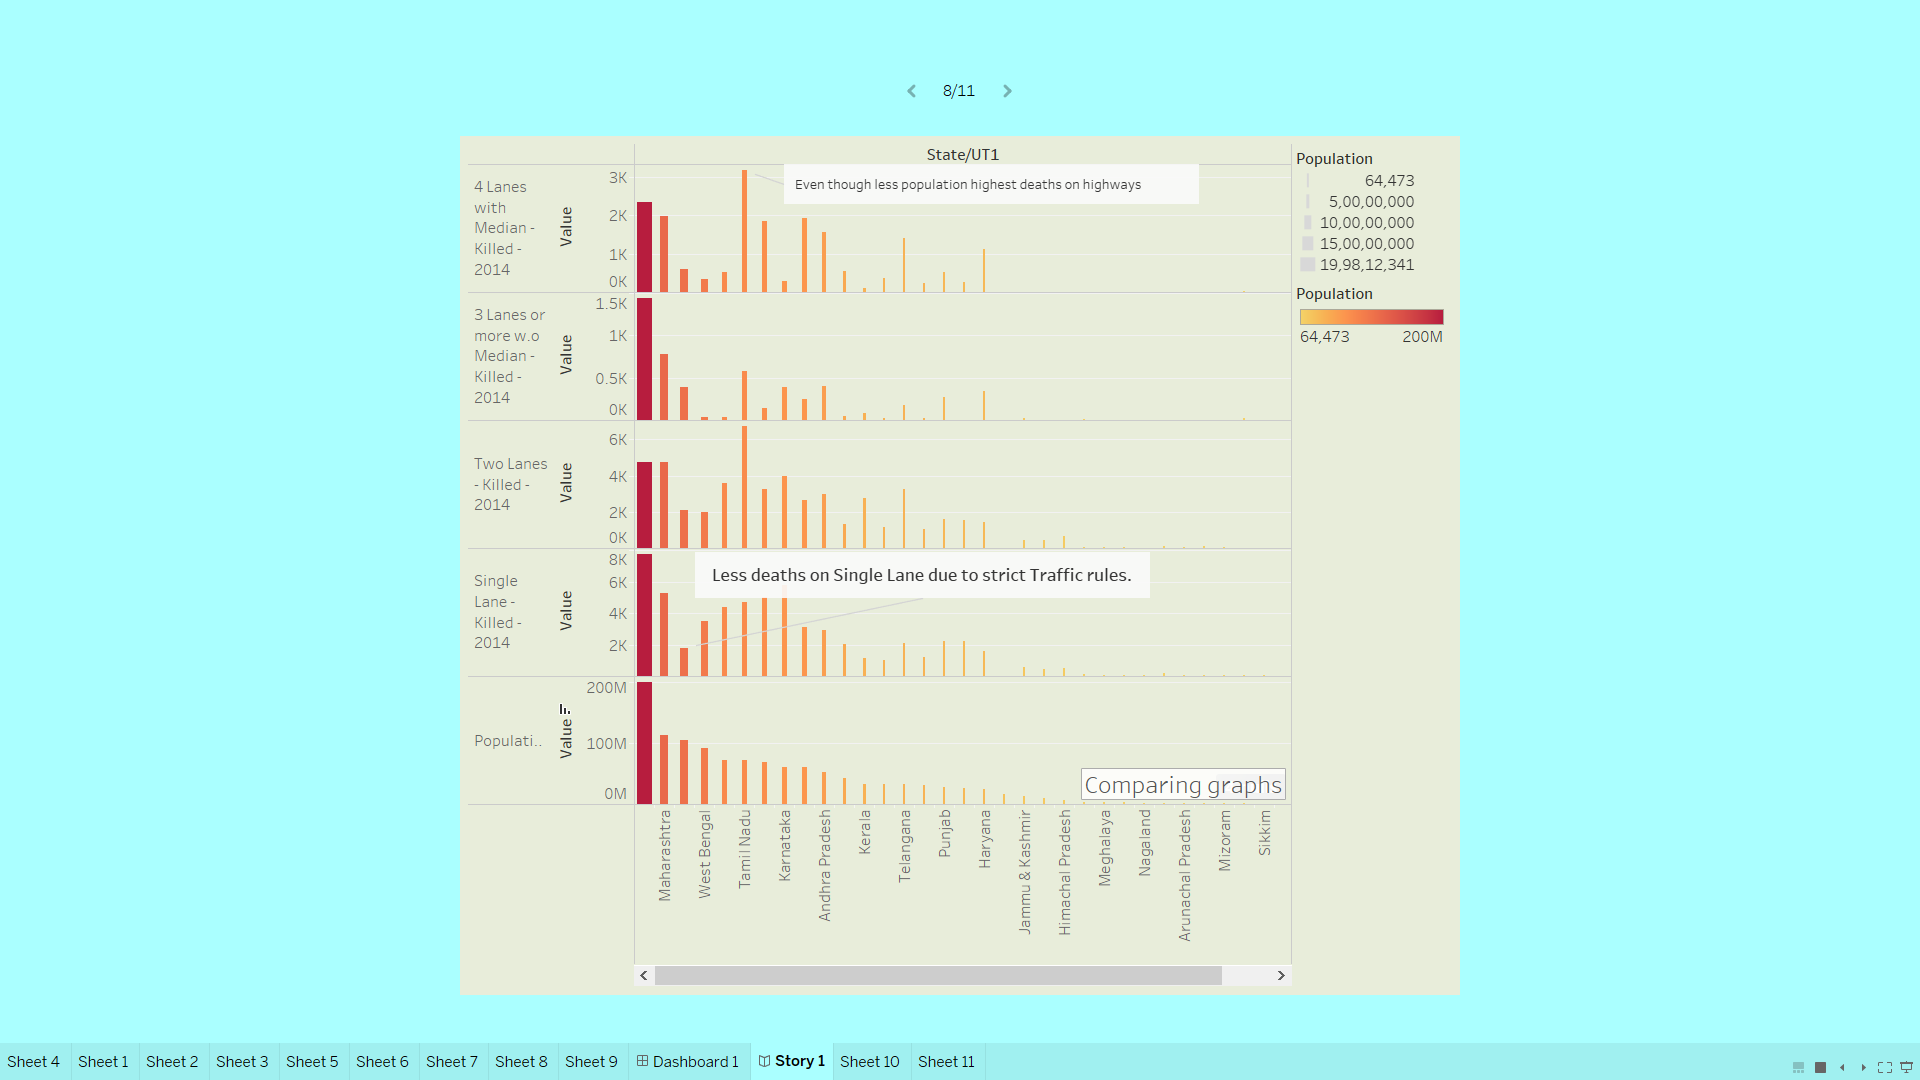 8/11
State/UT1
4 Lanes
with
Median -
Killed -
2014
Value
3K
2K
1K
0K
Even though less population highest deaths on highways
3 Lanes or
more w.o
Median -
Killed -
2014
Value
1.5K
1K
0.5K
0K
Two Lanes
- Killed -
2014
Value
6K
4K
2K
0K
Single
Lane -
Killed -
2014
Value
8K
6K
4K
2K
Less deaths on Single Lane due to strict Traffic rules.
Populati..
Value
200M
100M
0M
Comparing graphs
Maharashtra
West Bengal
Tamil Nadu
Karnataka
Andhra Pradesh
Kerala
Telangana
Punjab
Haryana
Jammu & Kashmir
Himachal Pradesh
Meghalaya
Nagaland
Arunachal Pradesh
Mizoram
Sikkim
Population
64,473
5,00,00,000
10,00,00,000
15,00,00,000
19,98,12,341
Population
64,473 200M
Sheet 4 Sheet 1 Sheet 2 Sheet 3 Sheet 5 Sheet 6 Sheet 7 Sheet 8 Sheet 9 Dashboard 1 Story 1 Sheet 10 Sheet 11